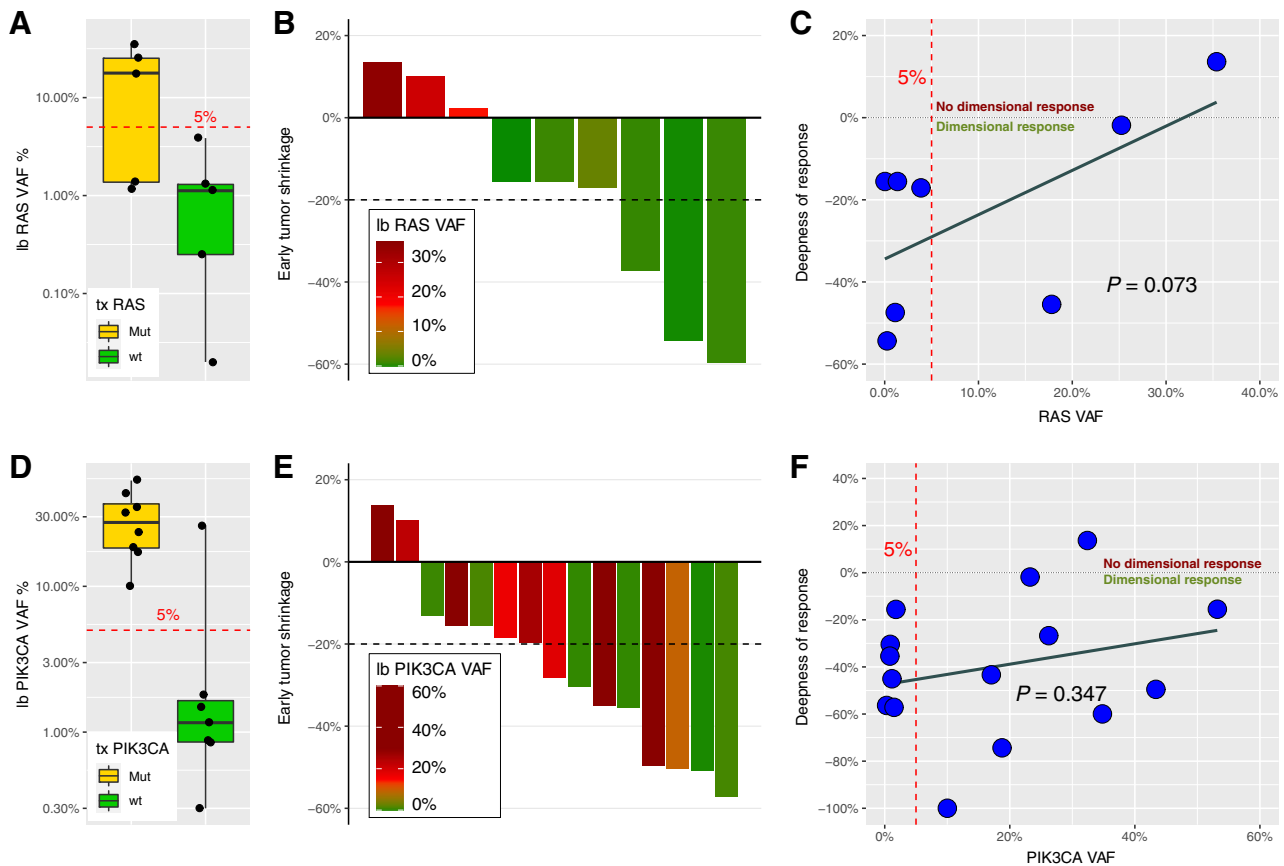 A
lb RAS VAF %
10.00%
1.00%
0.10%
5%
tx RAS
Mut
wt
B
Early tumor shrinkage
20%
0%
−20%
−40%
−60%
lb RAS VAF
30%
20%
10%
0%
C
Deepness of response
20%
0%
−20%
−40%
−60%
5%
No dimensional response
Dimensional response
P = 0.073
0.0%
10.0%
20.0%
30.0%
40.0%
RAS VAF
D
lb PIK3CA VAF %
30.00%
10.00%
3.00%
1.00%
0.30%
5%
tx PIK3CA
Mut
wt
E
Early tumor shrinkage
20%
0%
−20%
−40%
−60%
lb PIK3CA VAF
60%
40%
20%
0%
F
Deepness of response
40%
20%
0%
−20%
−40%
−60%
−80%
−100%
5%
No dimensional response
Dimensional response
P = 0.347
0%
20%
40%
60%
PIK3CA VAF